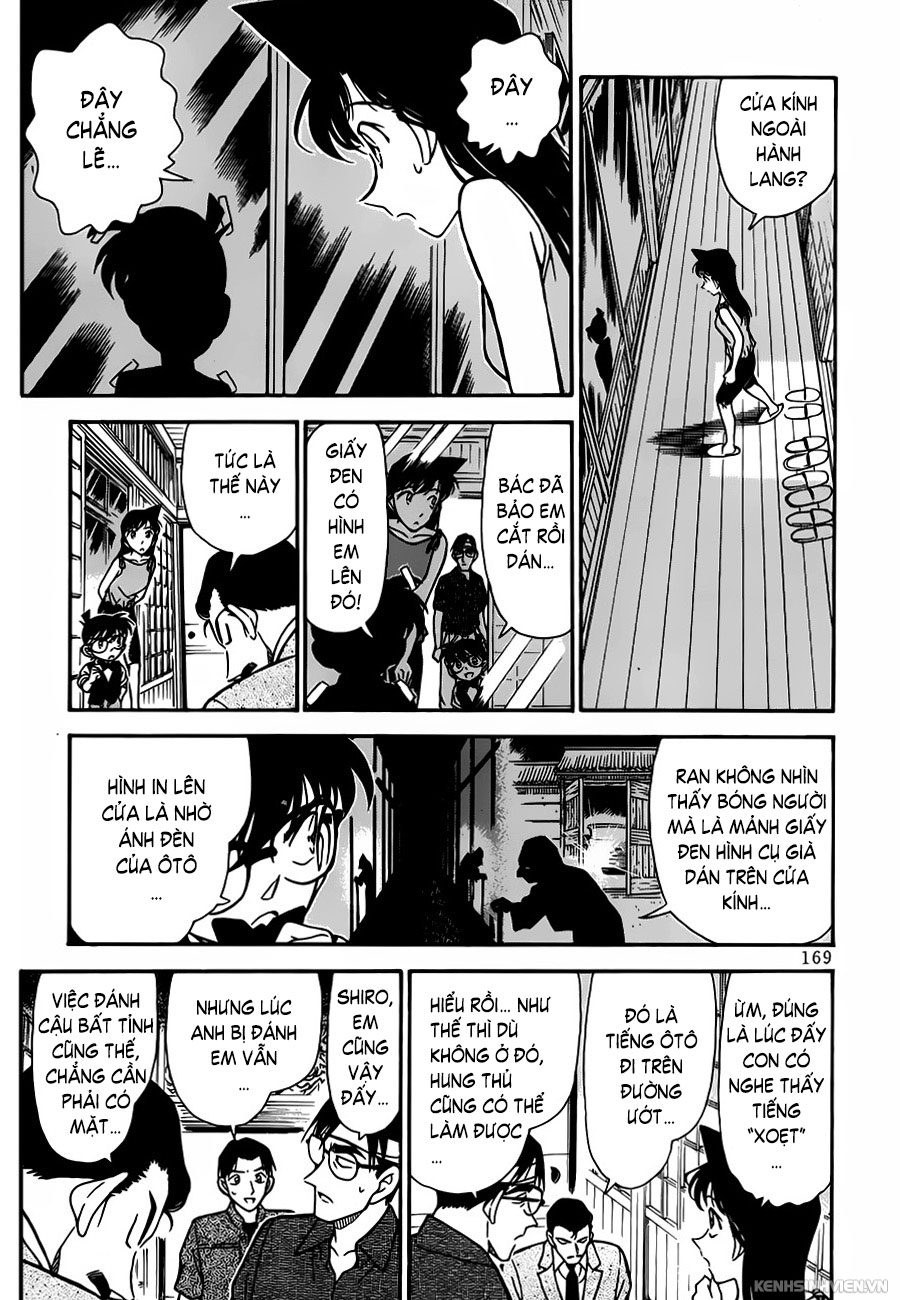 CỬA KÍNH
NGOÀI
HÀNH
LANG?
ĐÂY
...
ĐÂY
CHẲNG
LẼ...
BÁC ĐÃ
BẢO EM
CẮT RỒI
DÁN...
GIẤY
ĐEN CÓ
HÌNH
EM LÊN
ĐÓ!
TỨC LÀ
THẾ NÀY
...
RAN KHÔNG NHÌN
THẤY BÓNG NGƯỜI
MÀ LÀ MẢNH GIẤY
ĐEN HÌNH CỤ GIÀ
DÁN TRÊN CỬA
KÍNH...
HÌNH IN LÊN
CỬA LÀ NHỜ
ÁNH ĐÈN
CỦA ÔTÔ
...
169
ỪM, ĐÚNG
LÀ LÚC ĐẤY
CON CÓ
NGHE THẤY
TIẾNG
"XOẸT"
...
ĐÓ LÀ
TIẾNG ÔTÔ
ĐI TRÊN
ĐƯỜNG
ƯỚT...
HIỂU RỒI... NHƯ
THẾ THÌ DÙ
KHÔNG Ở ĐÓ,
HUNG THỦ
CŨNG CÓ THỂ
LÀM ĐƯỢC
...
SHIRO,
EM
CŨNG
VẬY
ĐẤY...
NHƯNG LÚC
ANH BỊ ĐÁNH
EM VẪN
...
VIỆC ĐÁNH
CẬU BẤT TỈNH
CŨNG THẾ,
CHẲNG CẦN
PHẢI CÓ
MẶT...
KENHSINHVIEN.VN